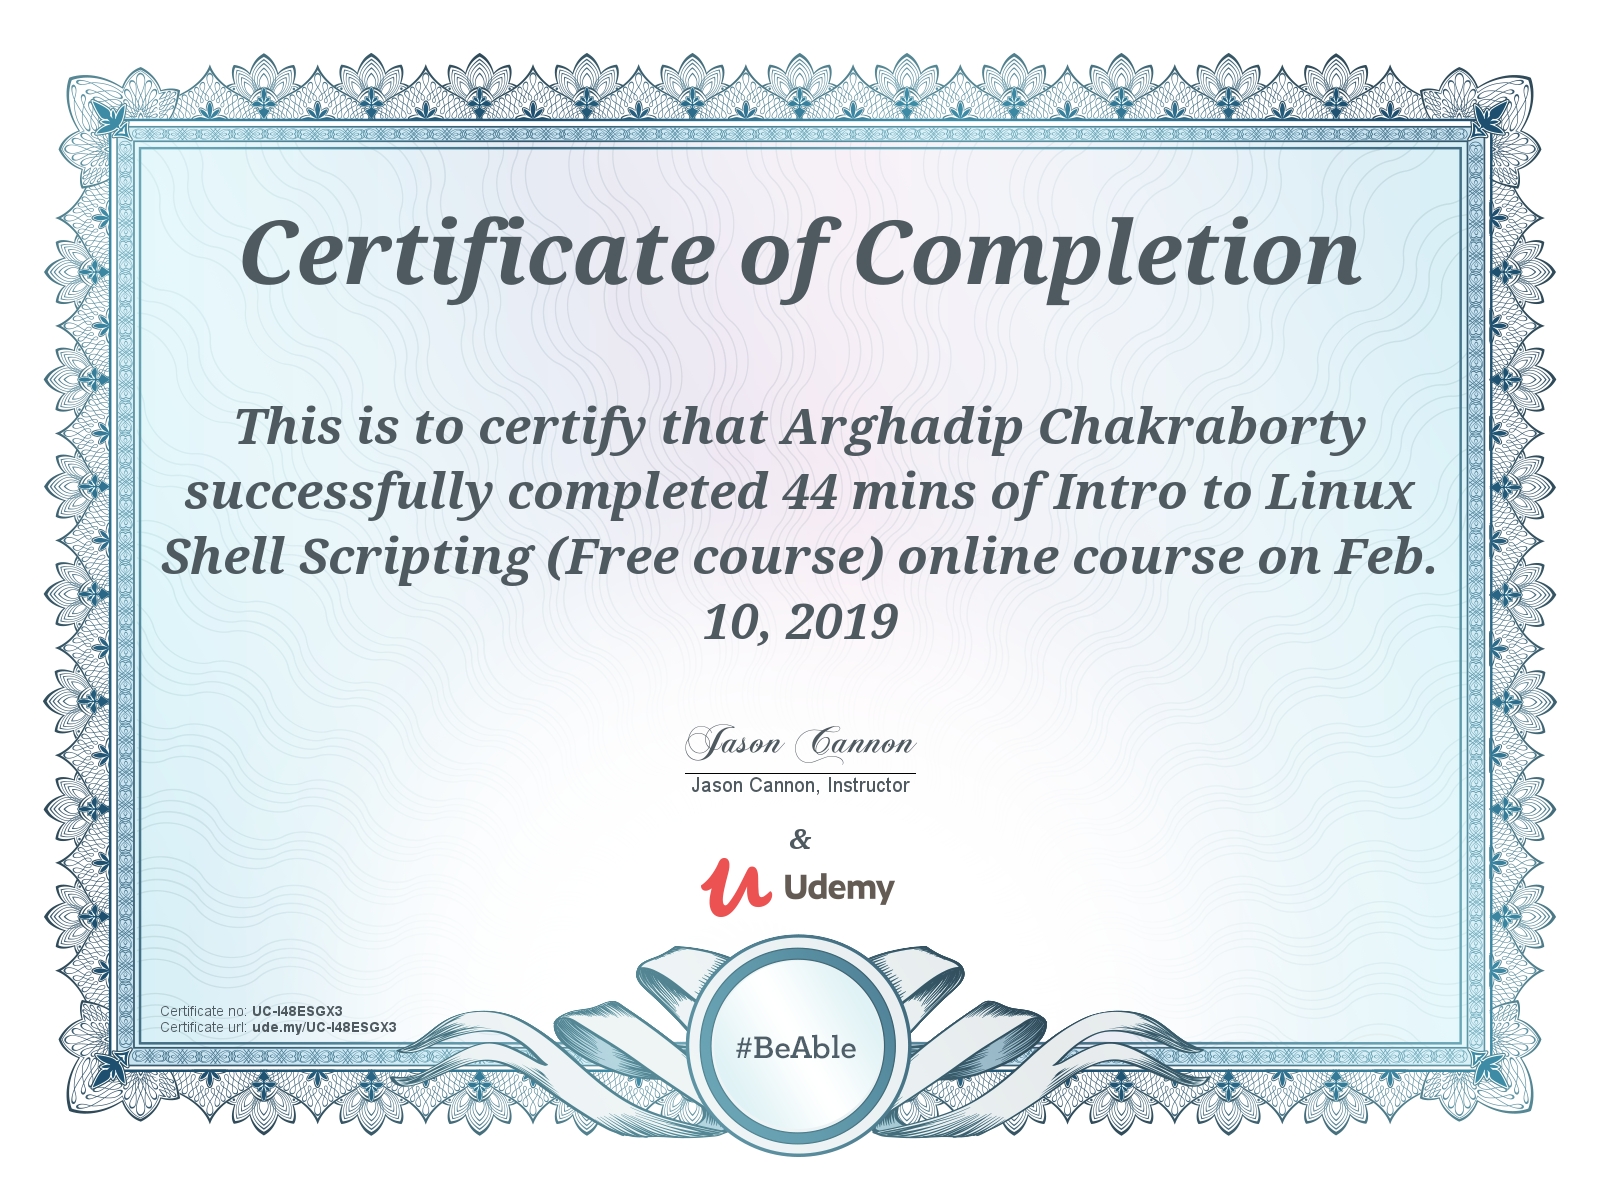 Certificate of Completion
This is to certify that Arghadip Chakraborty
successfully completed 44 mins of Intro to Linux
Shell Scripting (Free course) online course on Feb.
10, 2019
Jason Cannon
Jason Cannon, Instructor
&
Udemy
Certificate no: UC-I48ESGX3
Certificate url: ude.my/UC-I48ESGX3
#BeAble